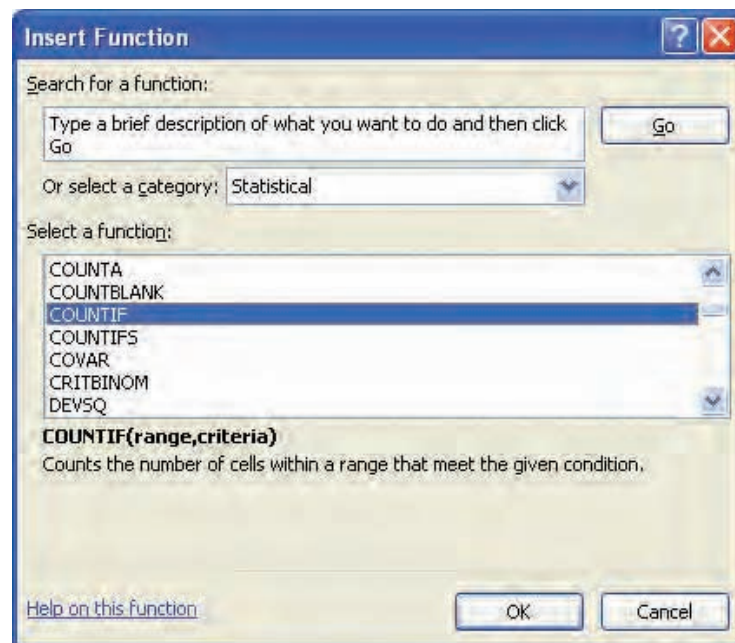 Insert Function
Search for a function:
Type a brief description of what you want to do and then click
Go
Go
Or select a category: Statistical
Select a function:
COUNTA
COUNTBLANK
COUNTIF
COUNTIFS
COVAR
CRITBINOM
DEVSQ
COUNTIF(range,criteria)
Counts the number of cells within a range that meet the given condition.
Help on this function
OK
Cancel